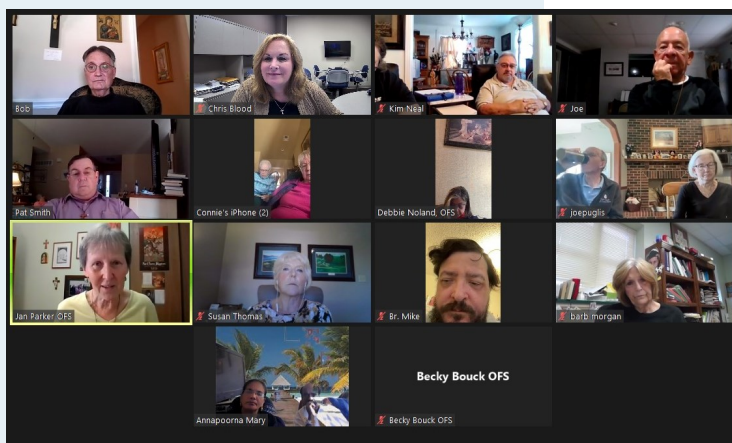 Bob
Chris Blood
Kim Neal
Joe
Pat Smith
Connie's iPhone (2)
Debbie Noland, OFS
joepuglis
Jan Parker OFS
Susan Thomas
Br. Mike
barb morgan
Annapoorna Mary
Becky Bouck OFS
Becky Bouck OFS